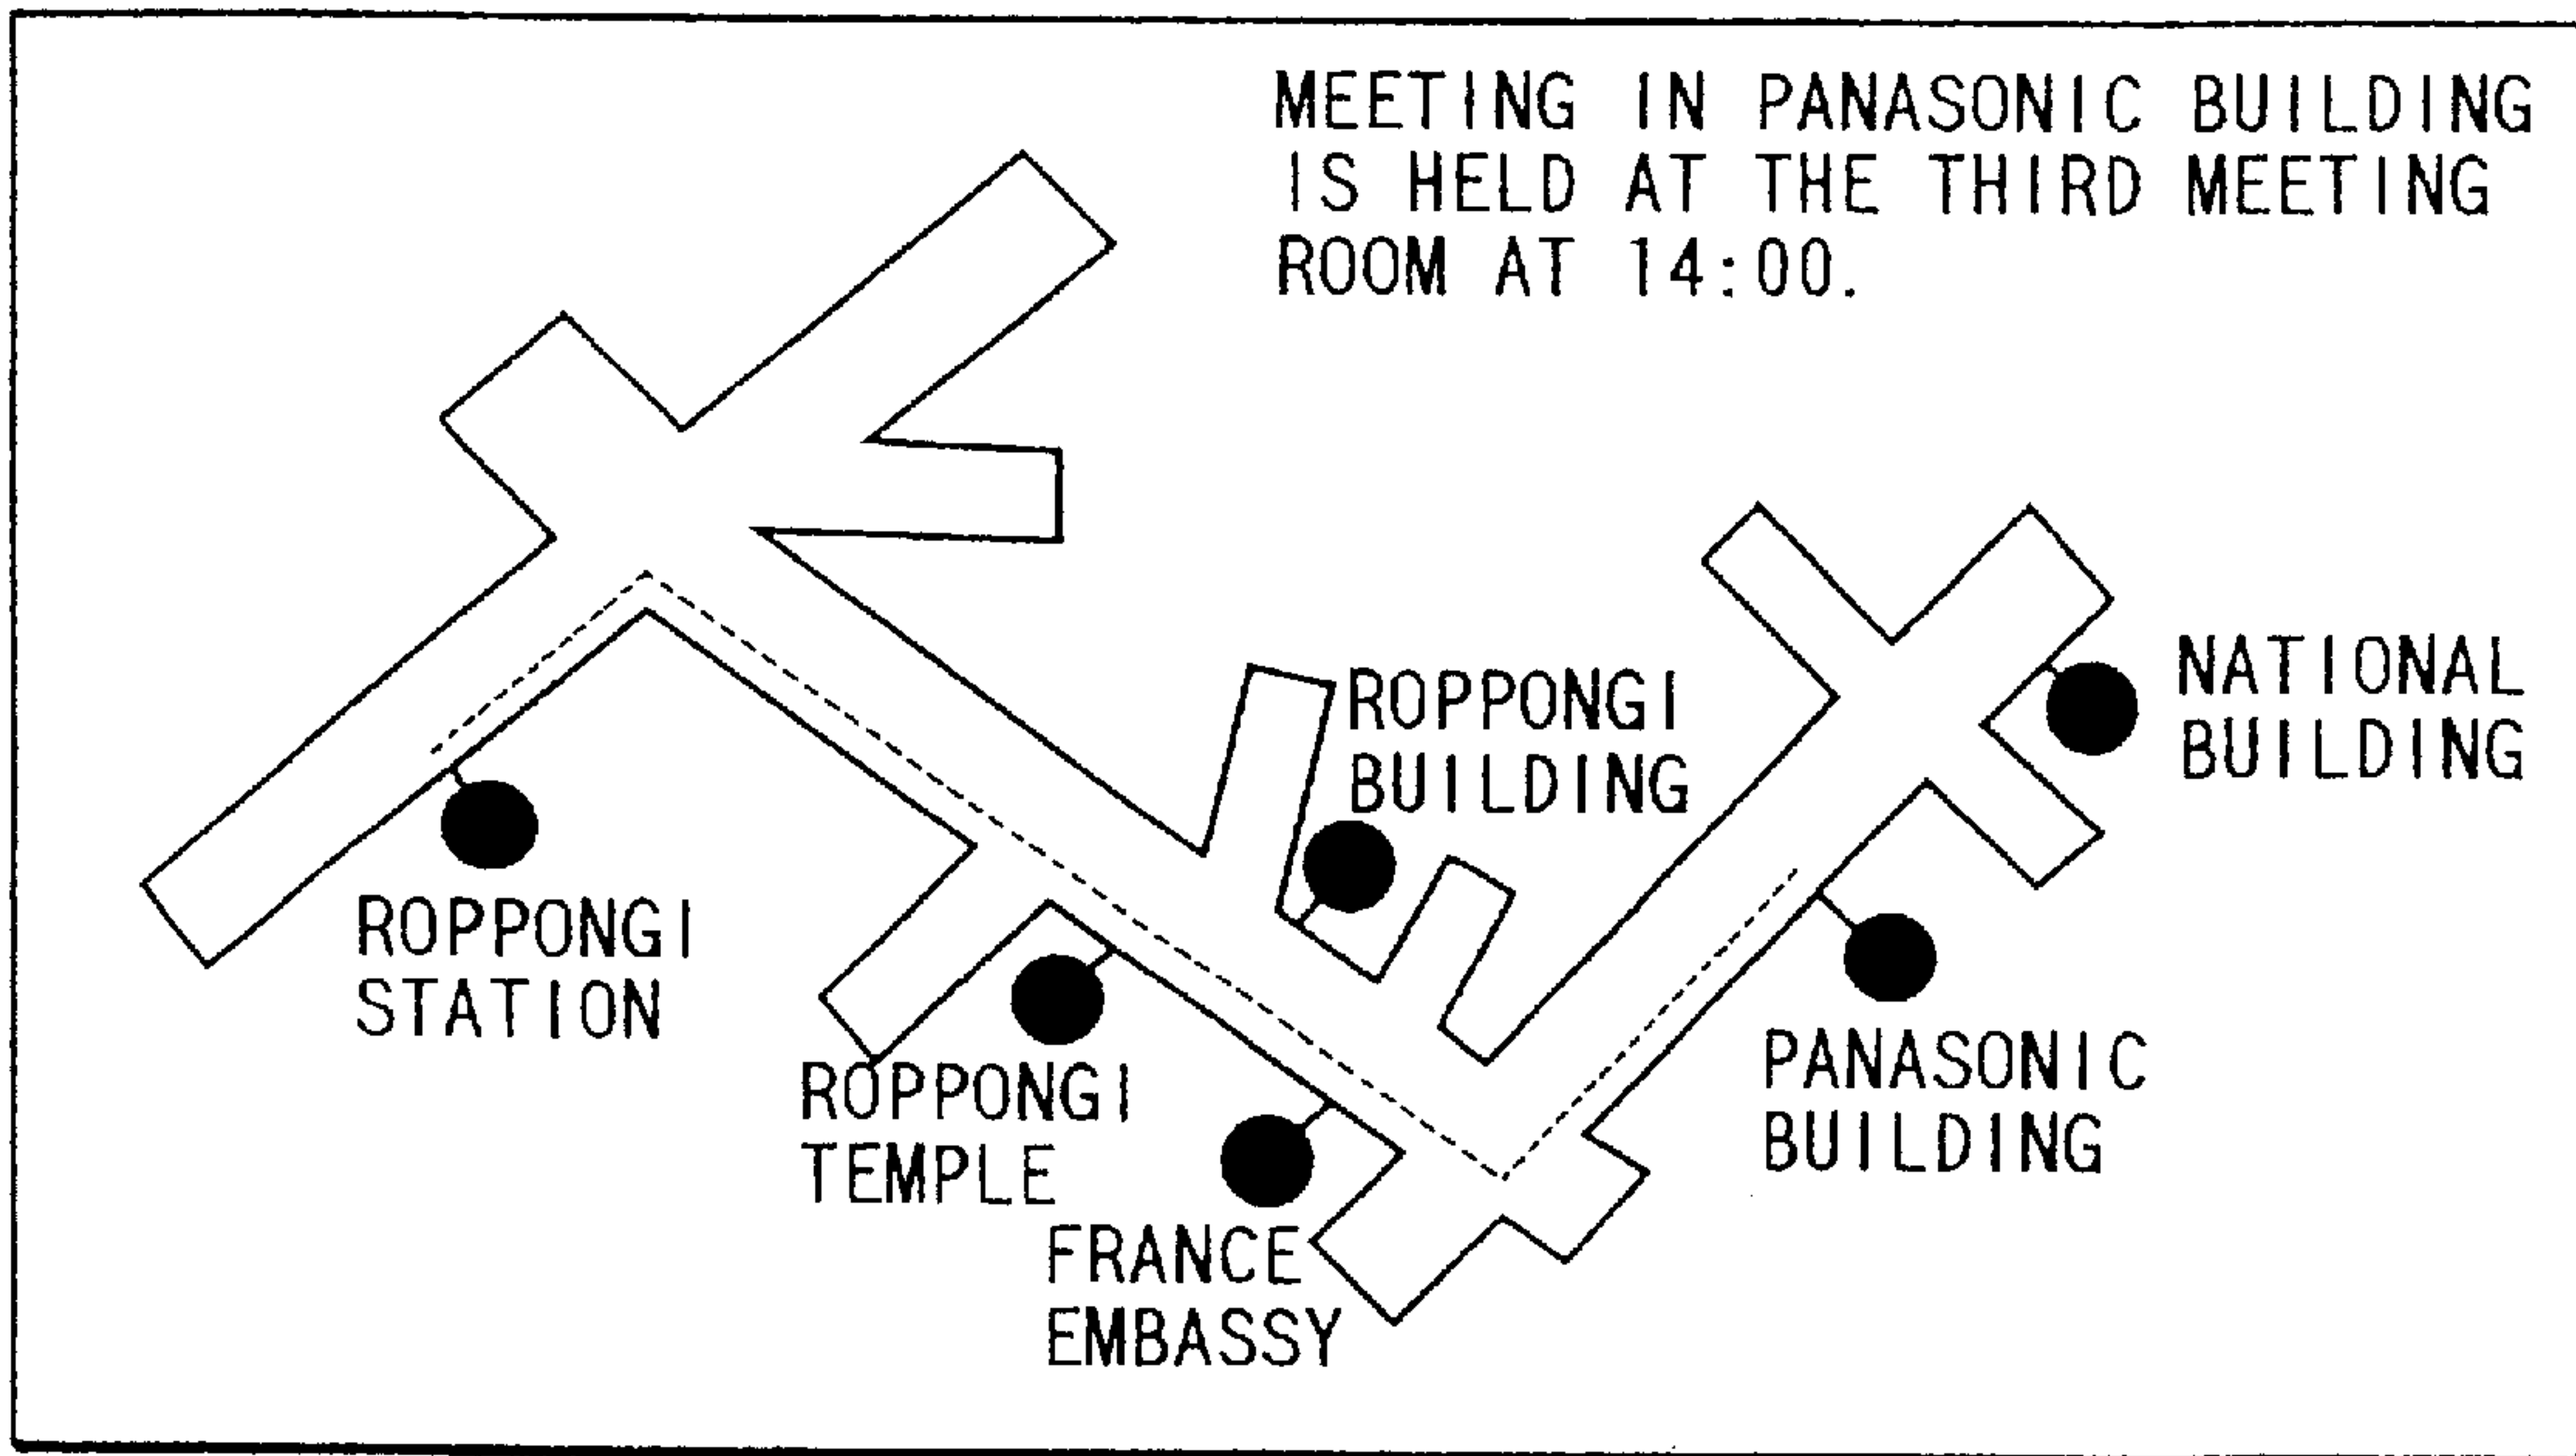 MEETING IN PANASONIC BUILDING
IS HELD AT THE THIRD MEETING
ROOM AT 14:00.
NATIONAL
BUILDING
ROPPONGI
BUILDING
ROPPONGI
STATION
PANASONIC
BUILDING
ROPPONGI
TEMPLE
FRANCE
EMBASSY